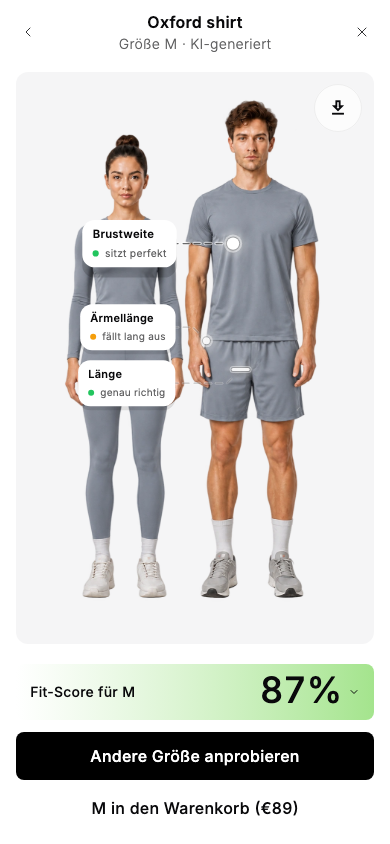 Oxford shirt
Größe M · KI-generiert
Brustweite
sitzt perfekt
Ärmellänge
fällt lang aus
Länge
genau richtig
Fit-Score für M
87%
Andere Größe anprobieren
M in den Warenkorb (€89)